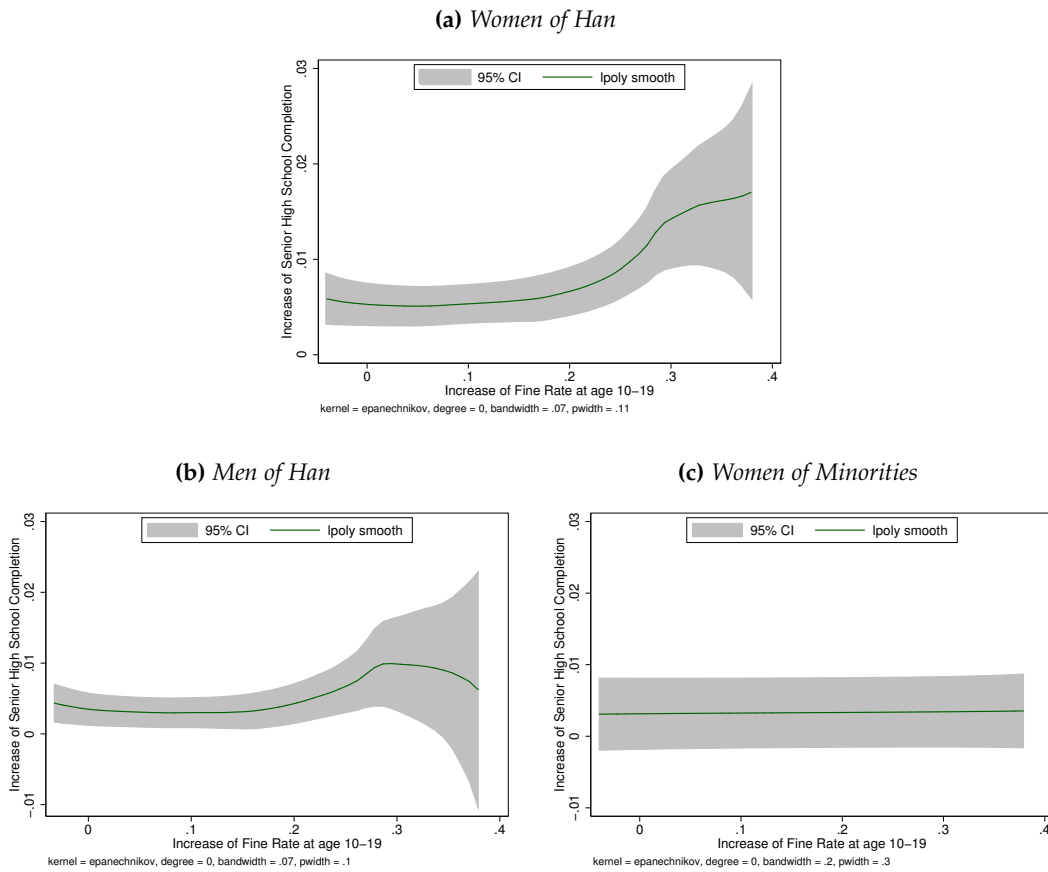 (a) Women of Han
95% CI lpoly smooth
Increase of Senior High School Completion
.03
.02
.01
0
0 .1 .2 .3 .4
Increase of Fine Rate at age 10−19
kernel = epanechnikov, degree = 0, bandwidth = .07, pwidth = .11
(b) Men of Han
95% CI lpoly smooth
Increase of Senior High School Completion
.03
.02
.01
0
−.01
0 .1 .2 .3 .4
Increase of Fine Rate at age 10−19
kernel = epanechnikov, degree = 0, bandwidth = .07, pwidth = .1
(c) Women of Minorities
95% CI lpoly smooth
Increase of Senior High School Completion
.03
.02
.01
0
−.01
0 .1 .2 .3 .4
Increase of Fine Rate at age 10−19
kernel = epanechnikov, degree = 0, bandwidth = .2, pwidth = .3